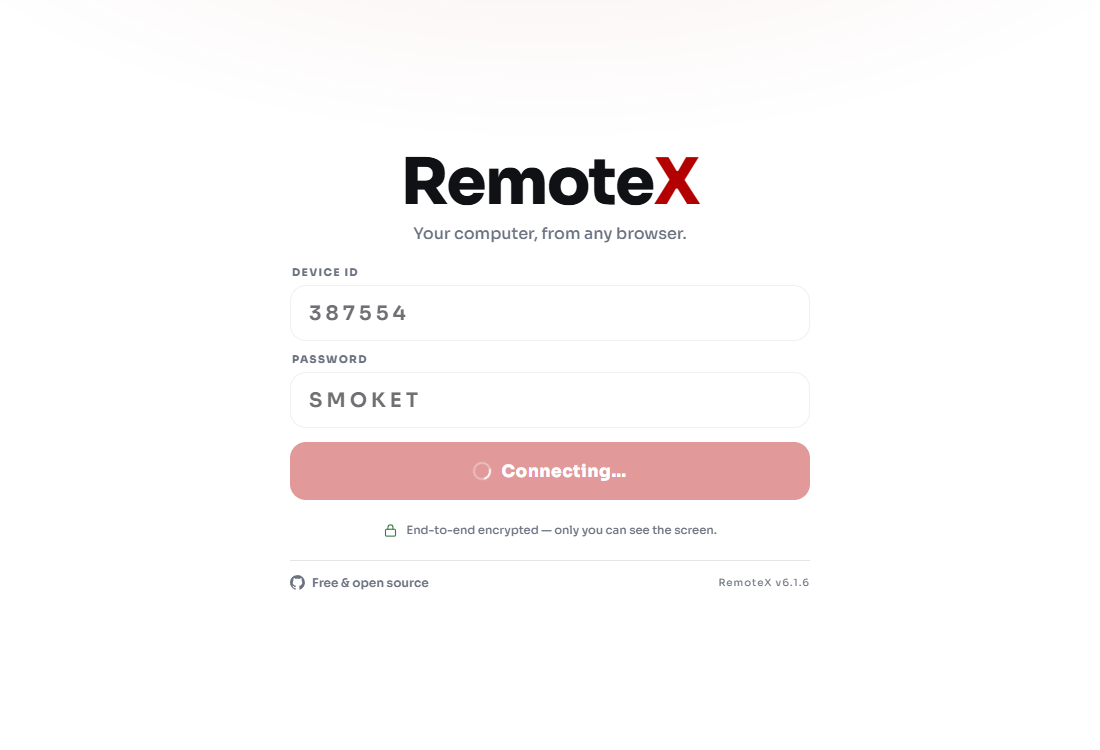 RemoteX
Your computer, from any browser.
DEVICE ID
387554
PASSWORD
SMOKET
Connecting...
End-to-end encrypted — only you can see the screen.
Free & open source
RemoteX v6.1.6